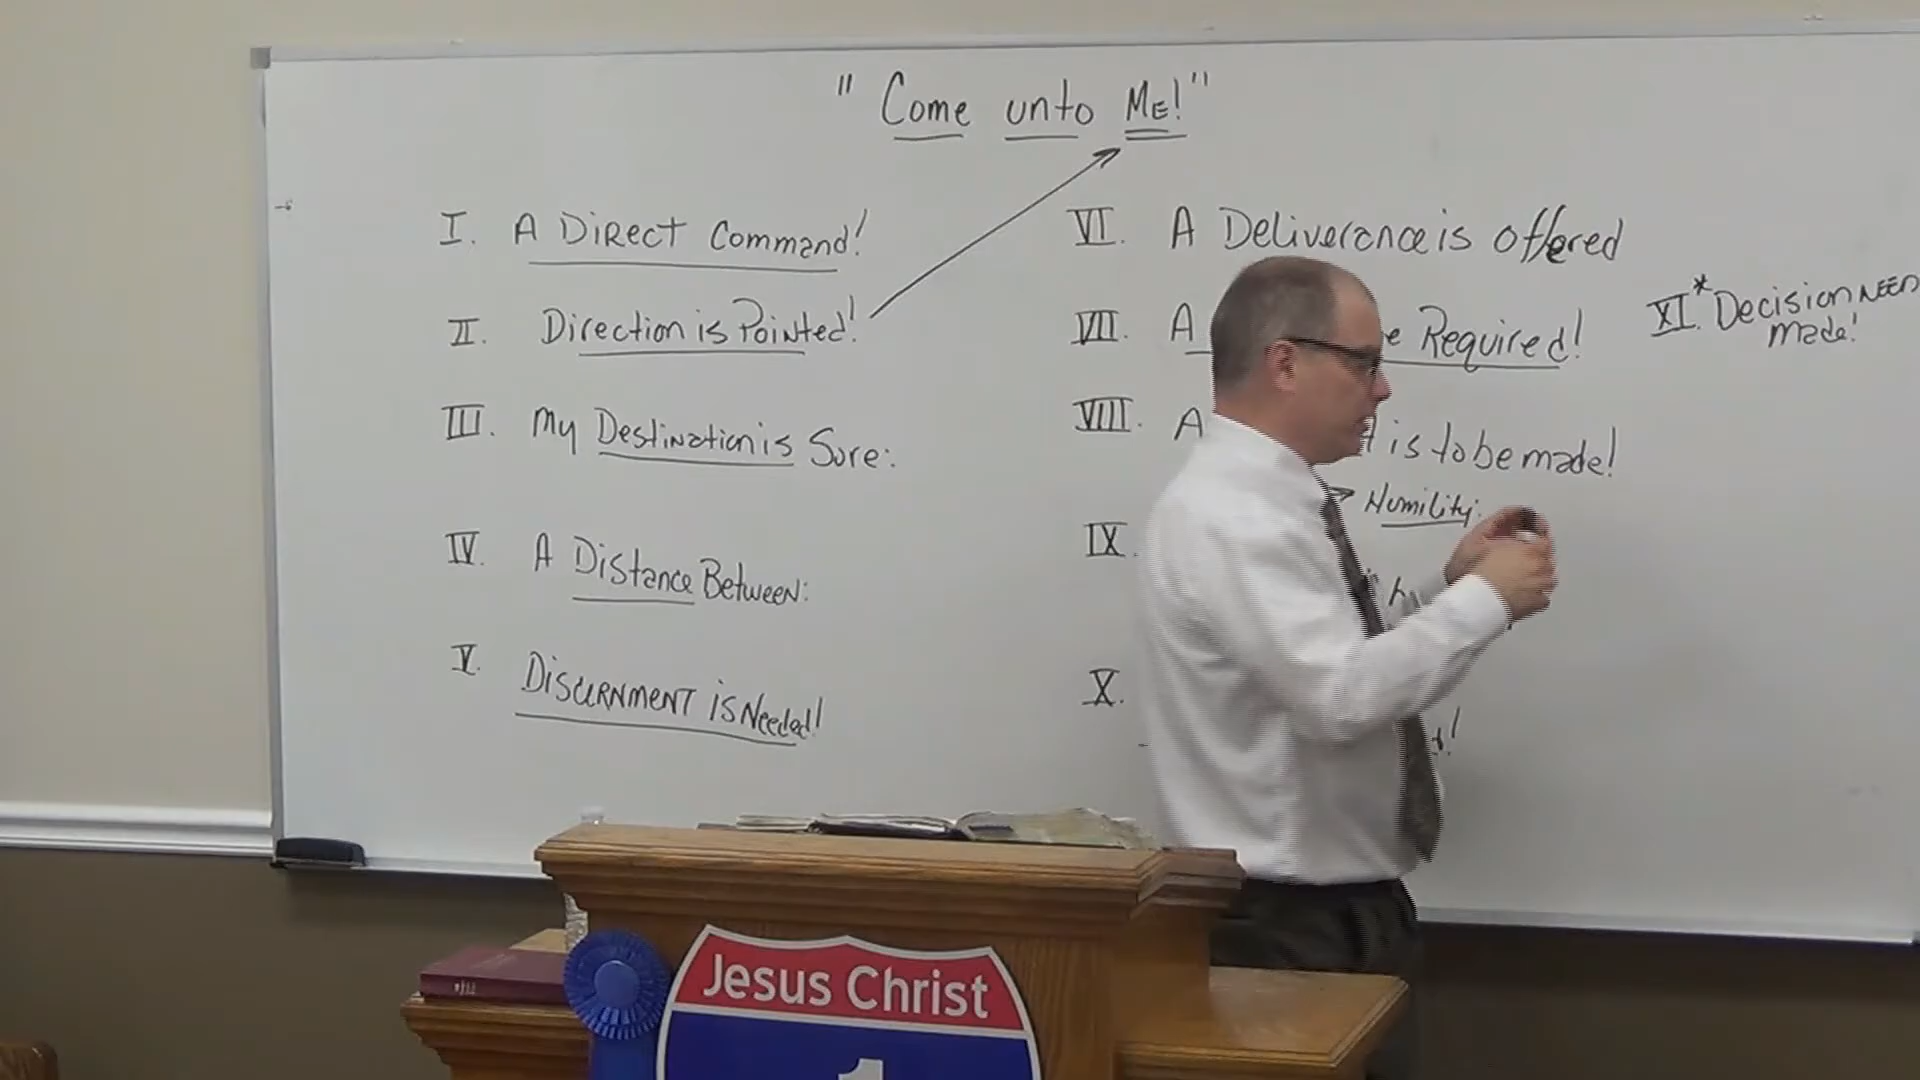 "Come unto ME!"
I. A Direct Command!
II. Direction is Pointed!
III. My Destination is Sure:
IV. A Distance Between:
V. Discernment is Needed!
VI. A Deliverance is offered
VII. A Required!
VIII. A is to be made!
Humility:
IX.
X.
XI.* Decision NEED
made!
Jesus Christ
1